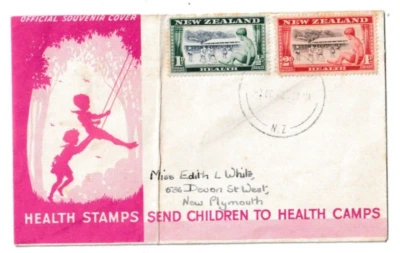 OFFICIAL SOUVENIR COVER
NEW ZEALAND
HEALTH
NEW ZEALAND
HEALTH
N.Z.
Miss Edith L White,
Devon St West,
New Plymouth
HEALTH STAMPS SEND CHILDREN TO HEALTH CAMPS